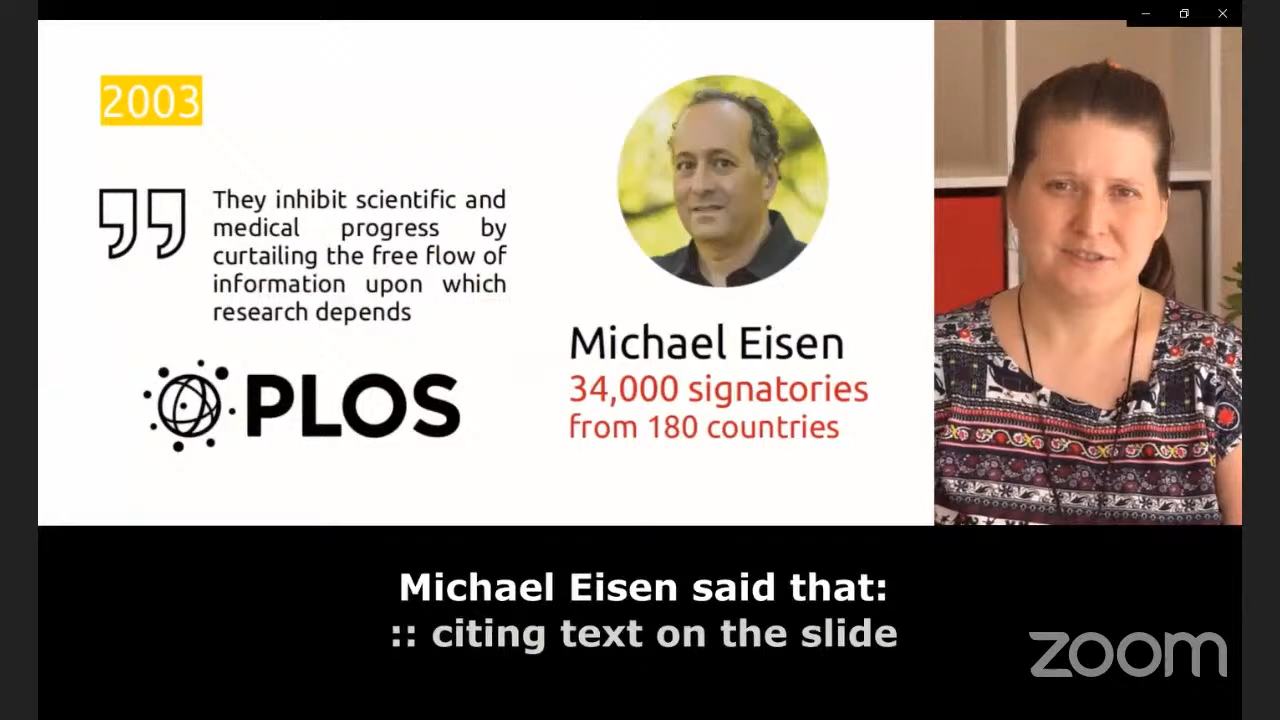 2003
They inhibit scientific and
medical progress by
curtailing the free flow of
information upon which
research depends
PLOS
Michael Eisen
34,000 signatories
from 180 countries
Michael Eisen said that:
:: citing text on the slide
zoom